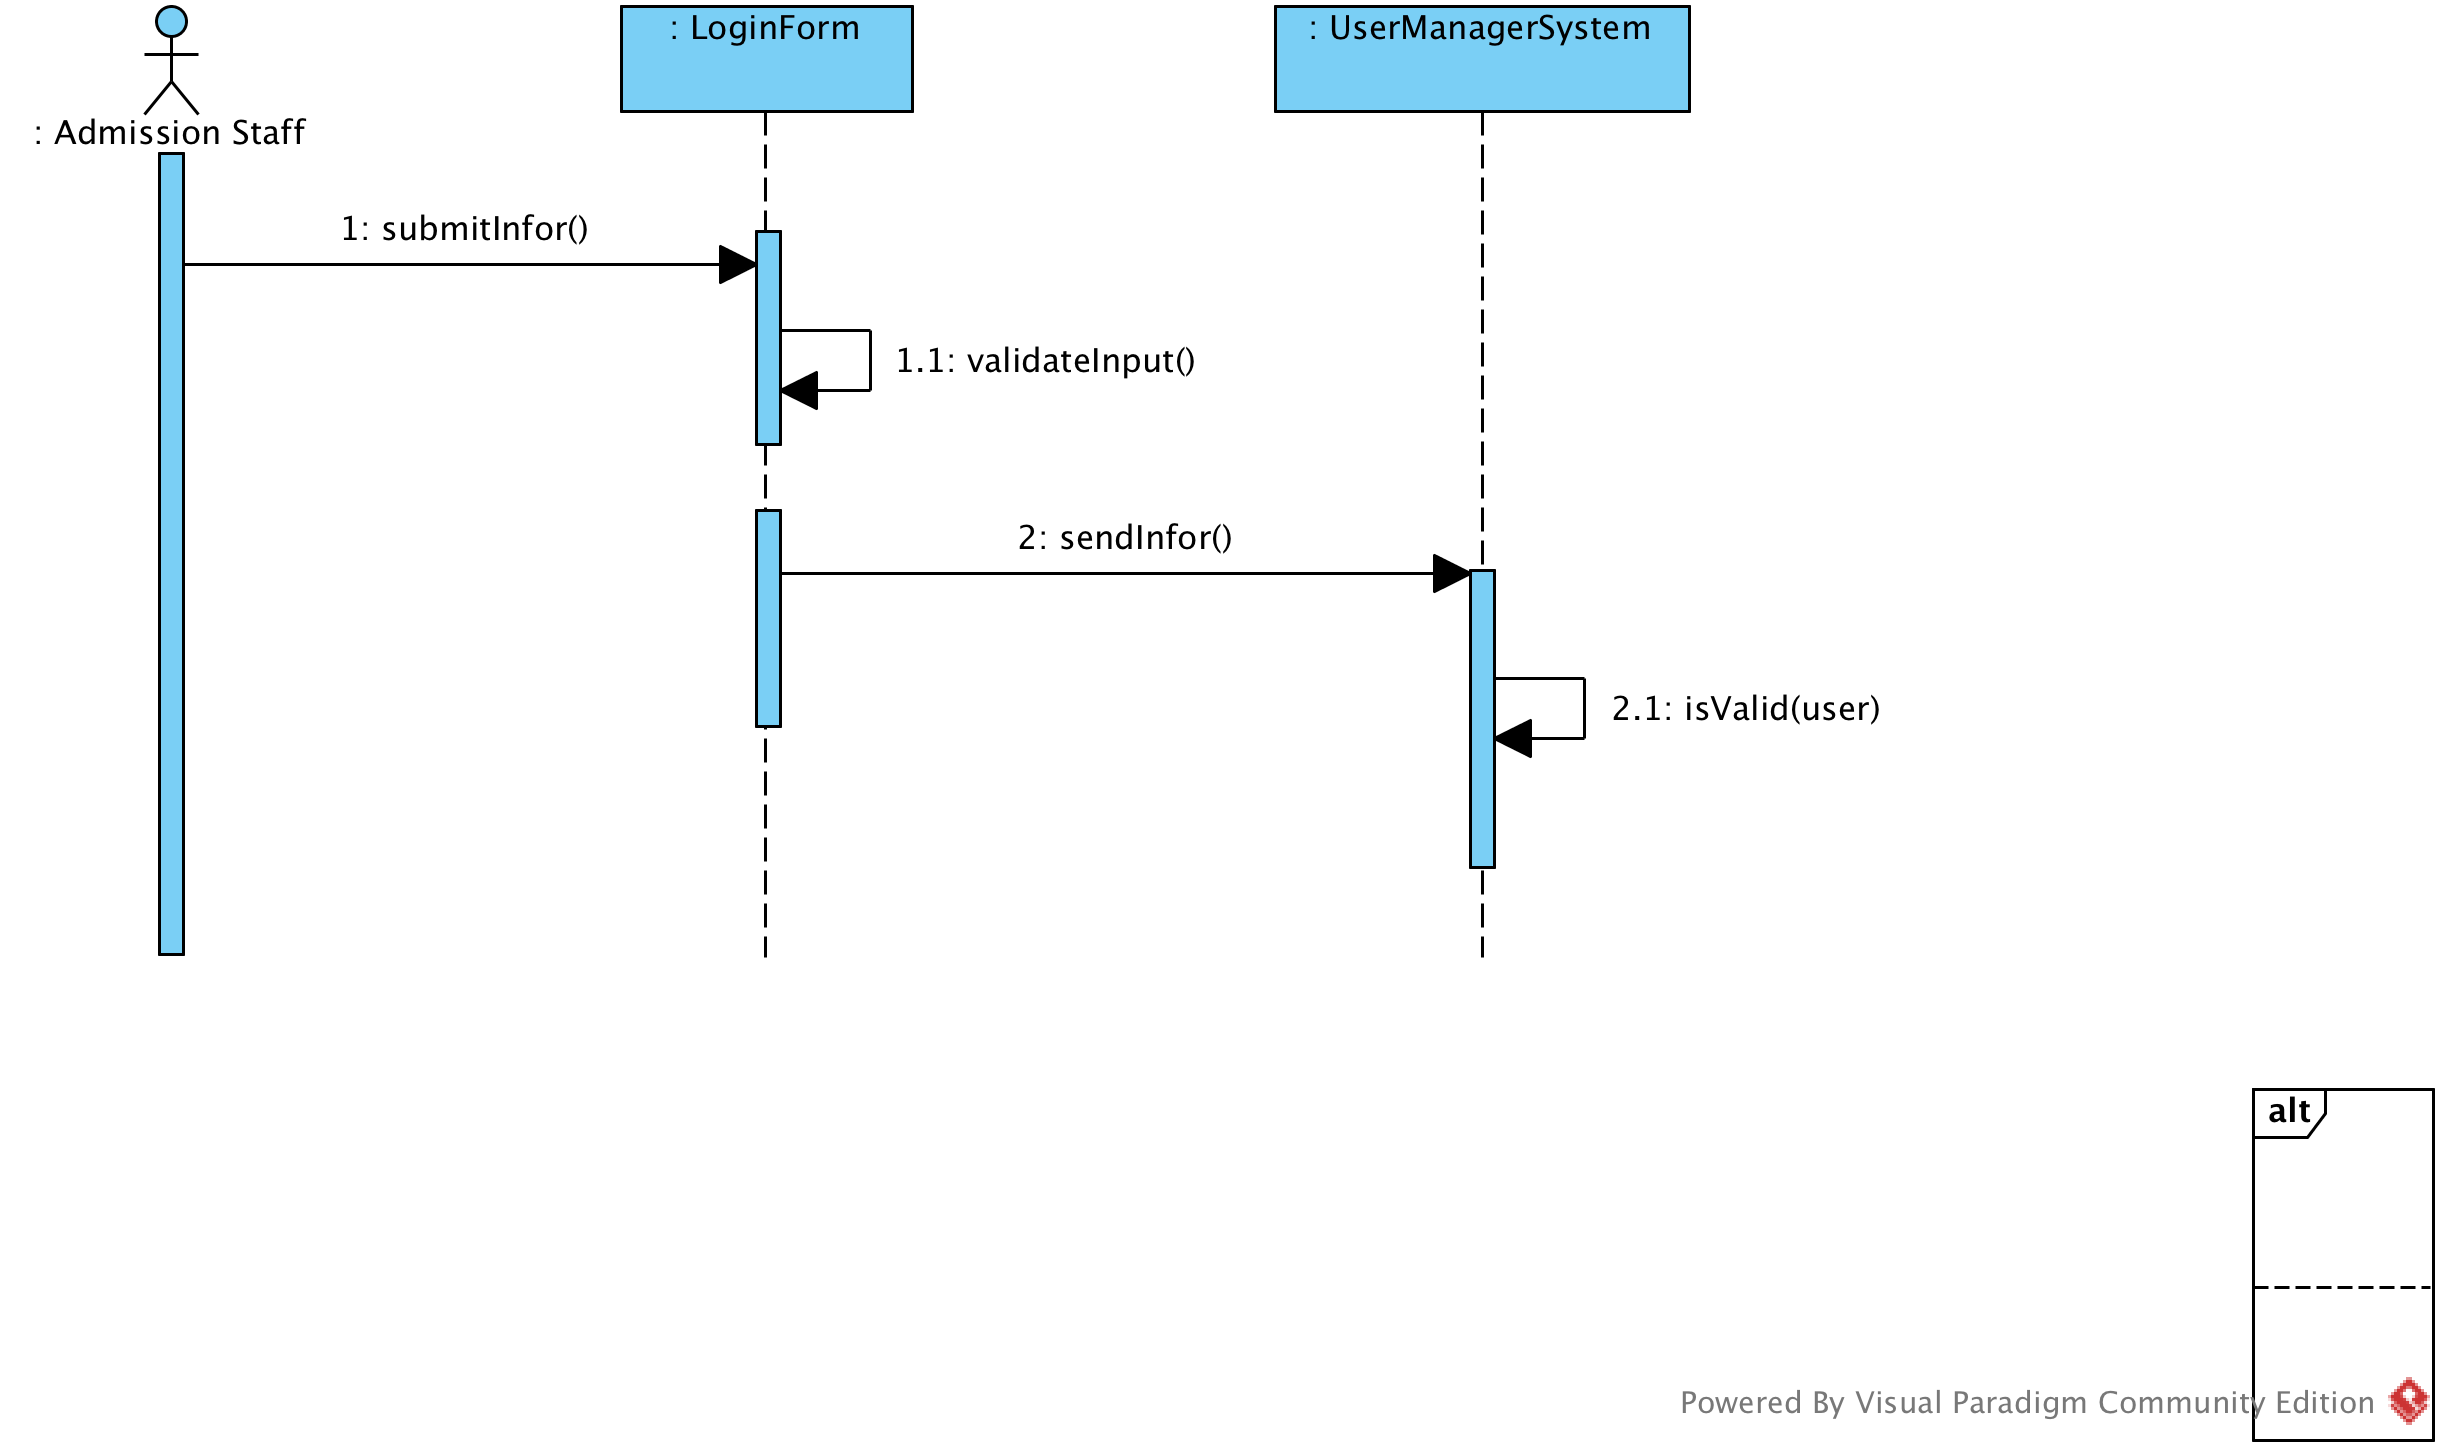 : LoginForm
: UserManagerSystem
: Admission Staff
1: submitInfor()
1.1: validateInput()
2: sendInfor()
2.1: isValid(user)
alt
Powered By Visual Paradigm Community Edition